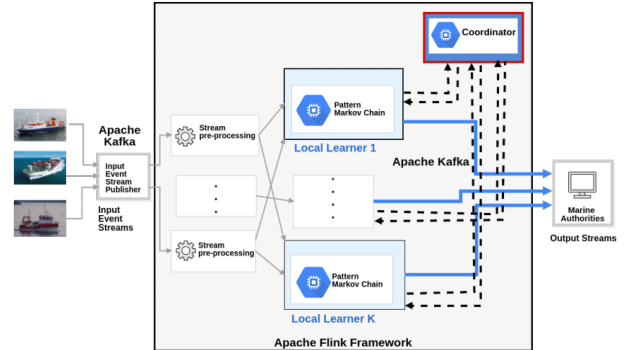 Coordinator
Apache
Kafka
Stream
pre-processing
Pattern
Markov Chain
Local Learner 1
Apache Kafka
Input
Event
Stream
Publisher
Input
Event
Streams
Marine
Authorities
Output Streams
Stream
pre-processing
Pattern
Markov Chain
Local Learner K
Apache Flink Framework